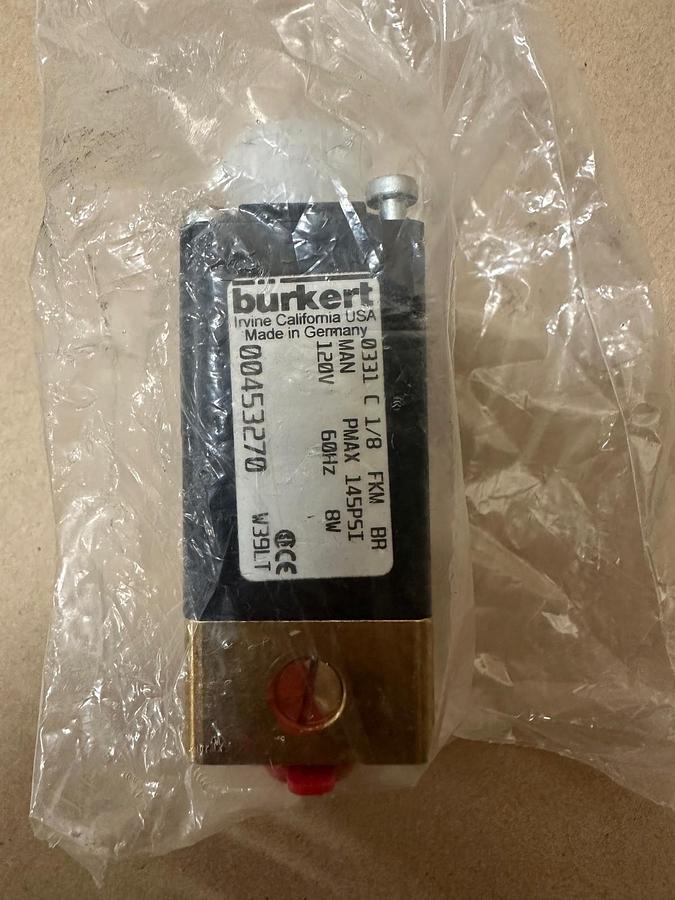 bürkert
Irvine California USA
Made in Germany
0331 C 1/8 FKM BR
MAN PMAX 145PSI
120V 60Hz 8W
00453270 W39LT
CE